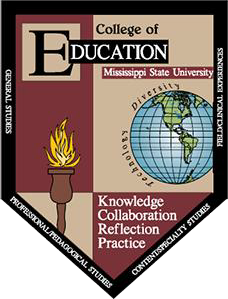 College of
EDUCATION
Mississippi State University
GENERAL STUDIES
FIELD/CLINICAL EXPERIENCES
Diversity
Technology
Knowledge
Collaboration
Reflection
Practice
PROFESSIONAL/PEDAGOGICAL STUDIES
CONTENT/SPECIALTY STUDIES